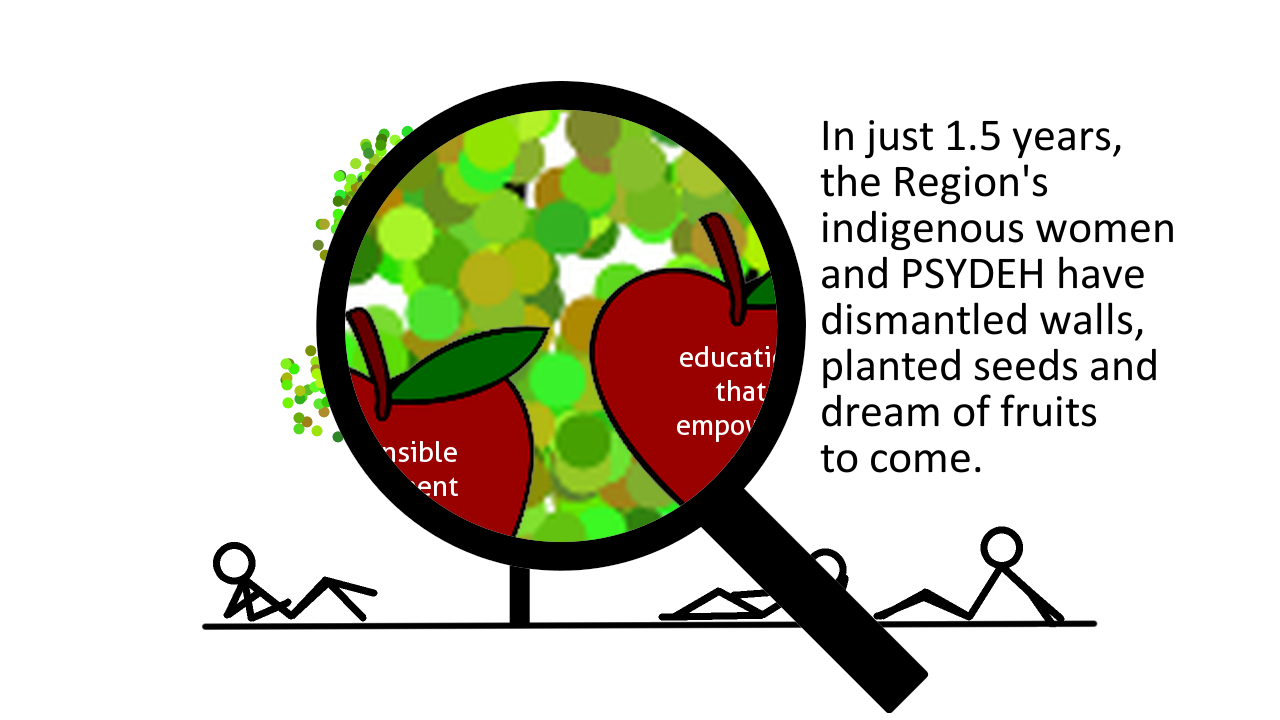 In just 1.5 years,
the Region's
indigenous women
and PSYDEH have
dismantled walls,
planted seeds and
dream of fruits
to come.
nsible
ent
educati
that
empow